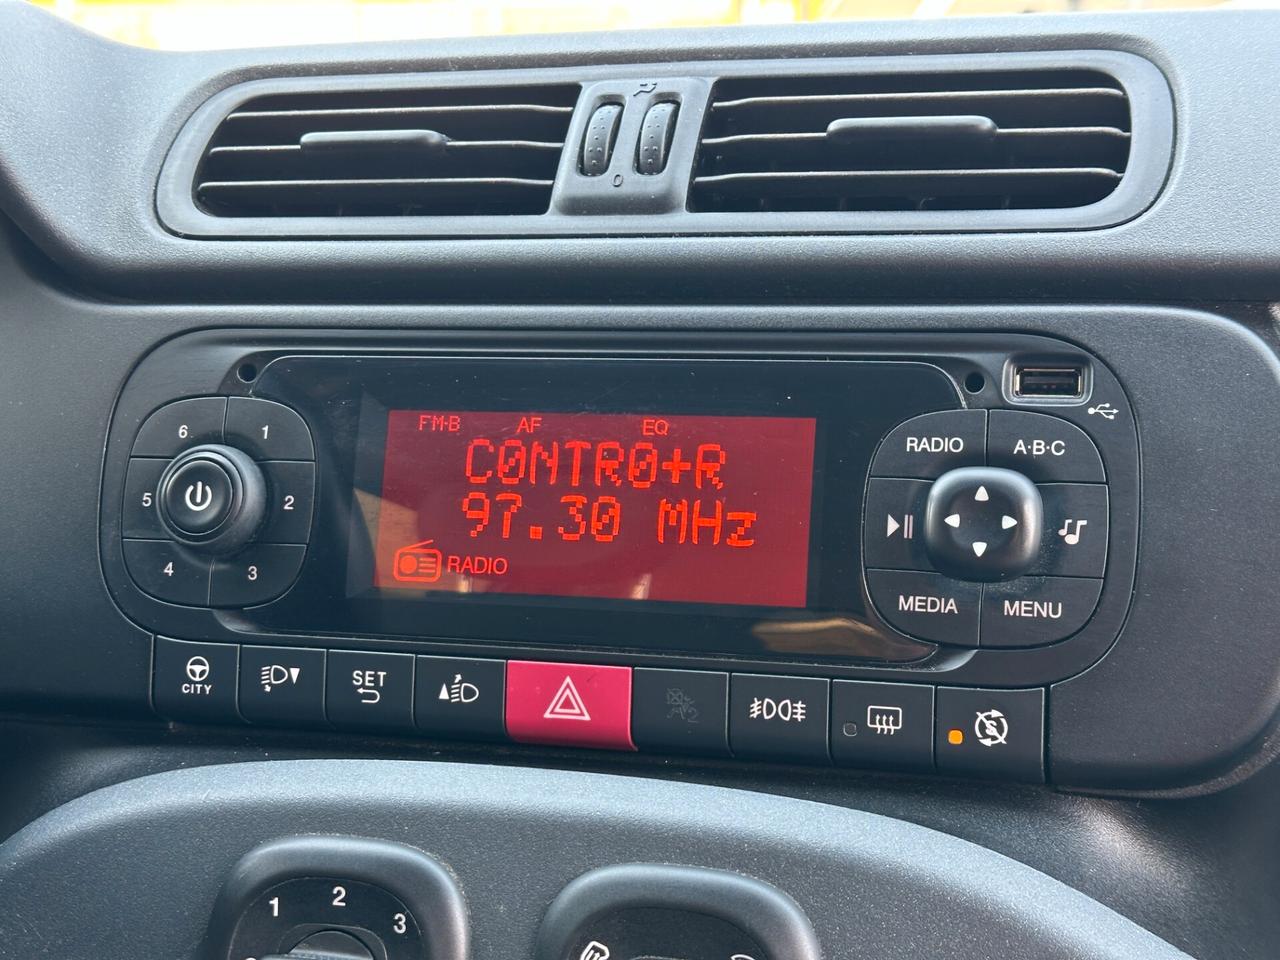 0
FM-B AF EQ
C0NTR0+R
97.30 MHz
RADIO
6 1
5 2
4 3
RADIO A·B·C
MEDIA MENU
CITY
SET
1 2 3